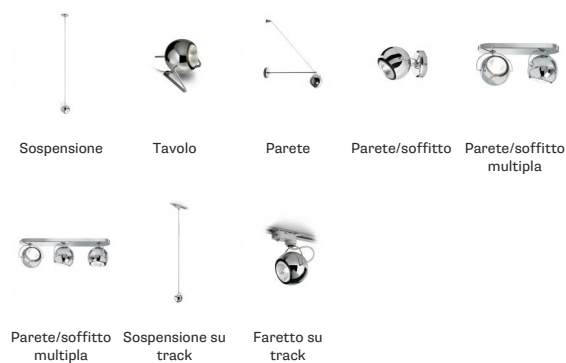 Sospensione
Tavolo
Parete
Parete/soffitto
Parete/soffitto
multipla
Parete/soffitto
multipla
Sospensione su
track
Faretto su
track